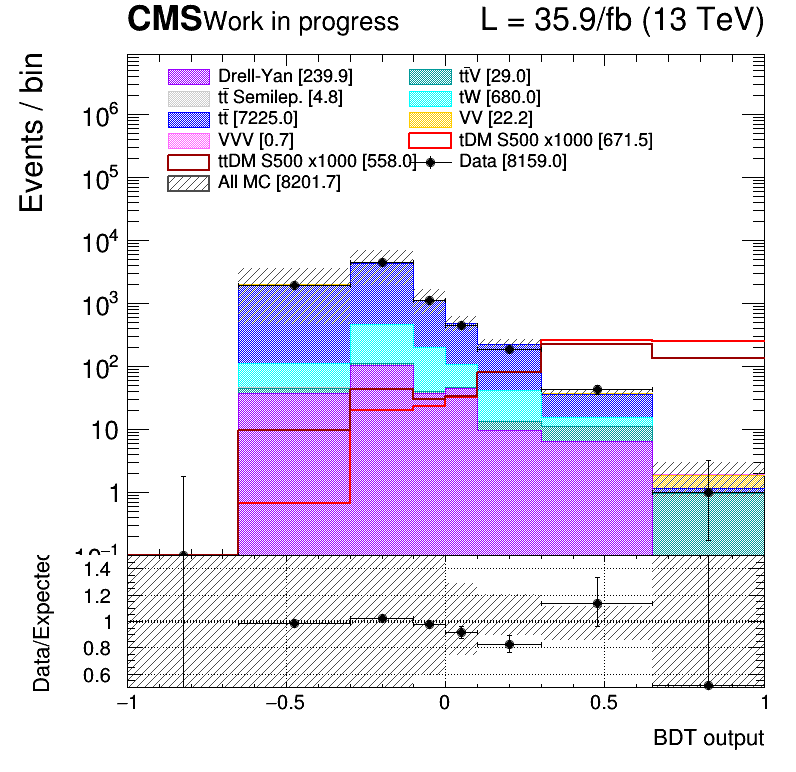 CMS Work in progress L = 35.9/fb (13 TeV)
Events / bin
Drell-Yan [239.9] tt̄V [29.0]
tt̄ Semilep. [4.8] tW [680.0]
tt̄ [7225.0] VV [22.2]
VVV [0.7] tDM S500 x1000 [671.5]
ttDM S500 x1000 [558.0] Data [8159.0]
All MC [8201.7]
10⁶
10⁵
10⁴
10³
10²
10
1
10⁻¹
Data/Expected
1.4
1.2
1
0.8
0.6
−1 −0.5 0 0.5 1
BDT output